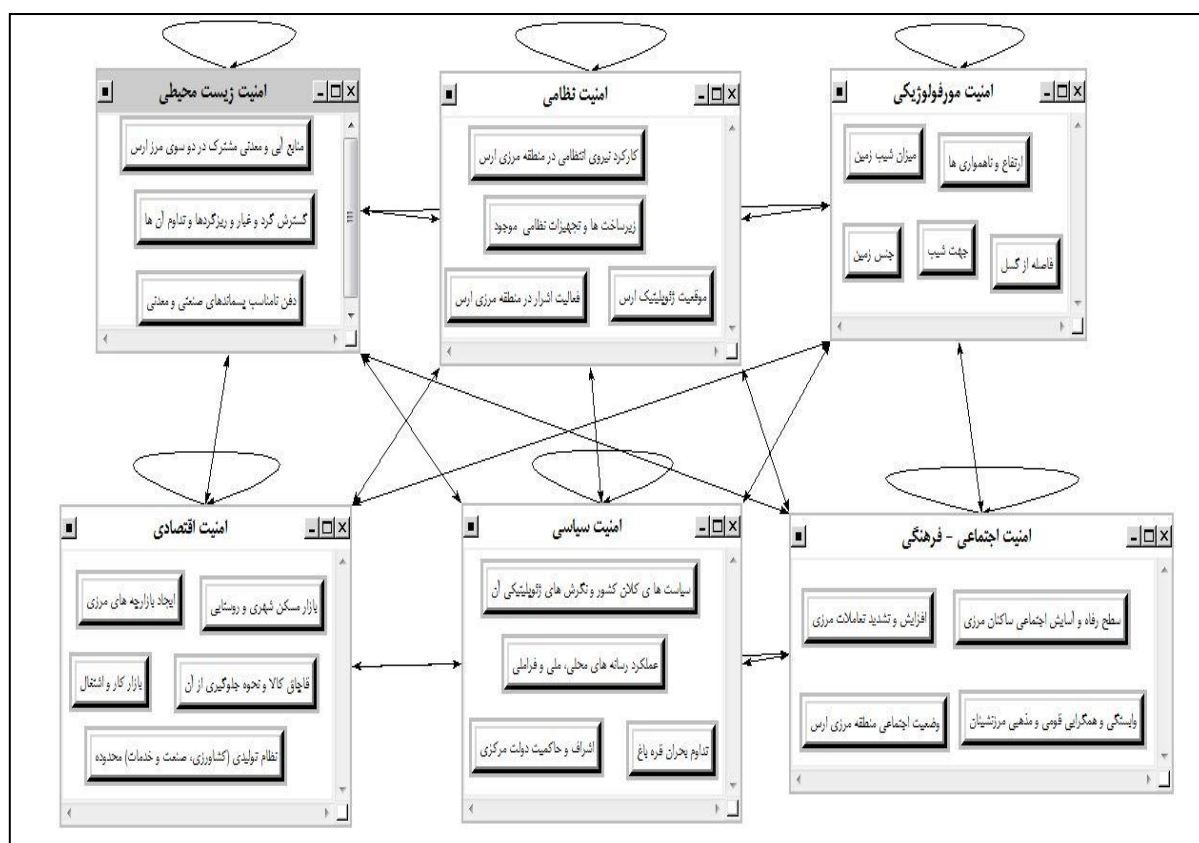 امنیت مورفولوژیکی
میزان شیب زمین
ارتفاع و ناهمواری ها
جنس زمین
جهت شیب
فاصله از گسل
امنیت نظامی
کارکرد نیروی انتظامی در منطقه مرزی ارس
زیرساخت ها و تجهیزات نظامی موجود
موقعیت ژئوپلیتیک ارس
فعالیت اشرار در منطقه مرزی ارس
امنیت زیست محیطی
منابع آبی و معدنی مشترک در دو سوی مرز ارس
گسترش گرد و غبار و ریزگردها و تداوم آن ها
دفن نامناسب پسماندهای صنعتی و معدنی
امنیت اجتماعی - فرهنگی
سطح رفاه و آسایش اجتماعی ساکنان مرزی
افزایش و تشدید تعاملات مرزی
وابستگی و همگرایی قومی و مذهبی مرزنشینان
وضعیت اجتماعی منطقه مرزی ارس
امنیت سیاسی
سیاست ها ی کلان کشور و نگرش های ژئوپلیتیکی آن
عملکرد رسانه های محلی، ملی و فراملی
تداوم بحران قره باغ
اشراف و حاکمیت دولت مرکزی
امنیت اقتصادی
بازار مسکن شهری و روستایی
ایجاد بازارچه های مرزی
قاچاق کالا و نحوه جلوگیری از آن
بازار کار و اشتغال
نظام تولیدی (کشاورزی، صنعت و خدمات) محدوده